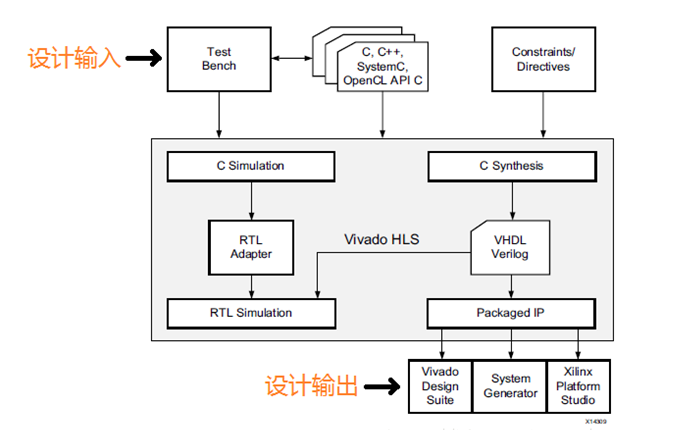 设计输入
Test
Bench
C, C++,
SystemC,
OpenCL API C
Constraints/
Directives
C Simulation
C Synthesis
RTL
Adapter
Vivado HLS
VHDL
Verilog
RTL Simulation
Packaged IP
设计输出
Vivado
Design
Suite
System
Generator
Xilinx
Platform
Studio
X14309